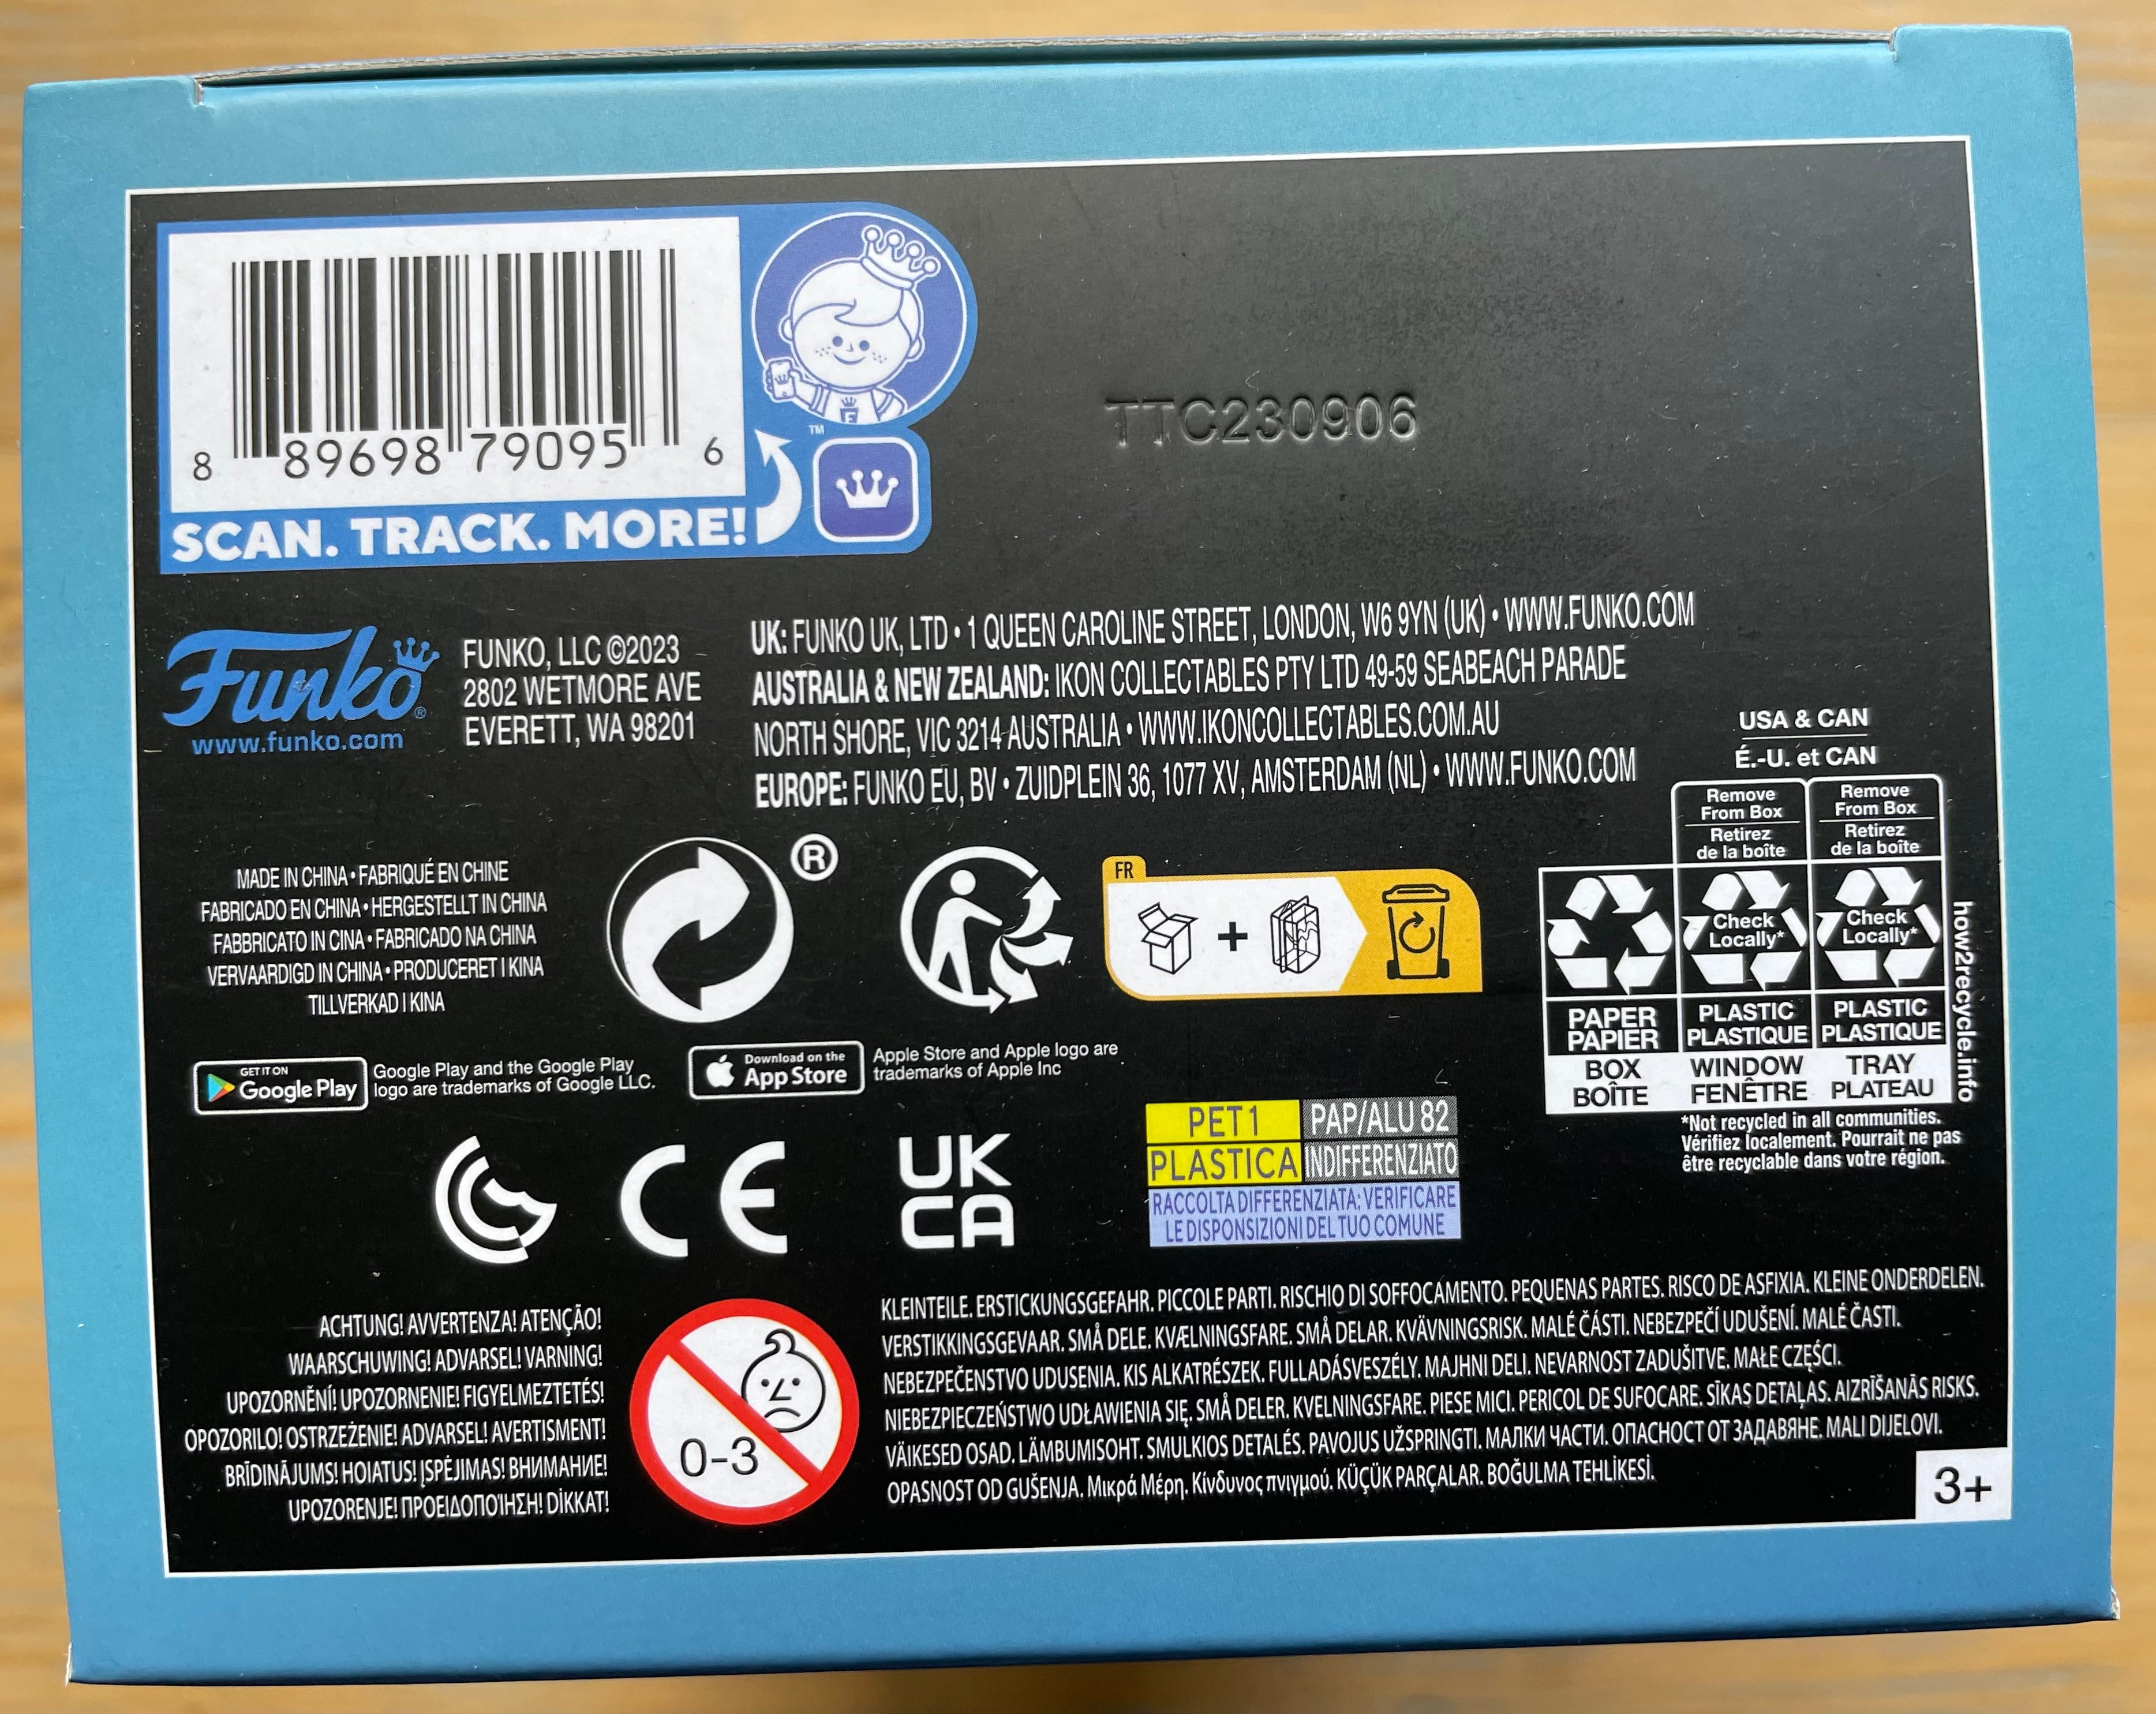 8 89698 79095 6
SCAN. TRACK. MORE!
™
TTC230906
Funko®
www.funko.com
FUNKO, LLC ©2023
2802 WETMORE AVE
EVERETT, WA 98201
UK: FUNKO UK, LTD • 1 QUEEN CAROLINE STREET, LONDON, W6 9YN (UK) • WWW.FUNKO.COM
AUSTRALIA & NEW ZEALAND: IKON COLLECTABLES PTY LTD 49-59 SEABEACH PARADE
NORTH SHORE, VIC 3214 AUSTRALIA • WWW.IKONCOLLECTABLES.COM.AU
EUROPE: FUNKO EU, BV • ZUIDPLEIN 36, 1077 XV, AMSTERDAM (NL) • WWW.FUNKO.COM
MADE IN CHINA • FABRIQUÉ EN CHINE
FABRICADO EN CHINA • HERGESTELLT IN CHINA
FABBRICATO IN CINA • FABRICADO NA CHINA
VERVAARDIGD IN CHINA • PRODUCERET I KINA
TILLVERKAD I KINA
®
FR
+
USA & CAN
É.-U. et CAN
Remove
From Box
Retirez
de la boîte
Remove
From Box
Retirez
de la boîte
Check
Locally*
Check
Locally*
PAPER
PAPIER
PLASTIC
PLASTIQUE
PLASTIC
PLASTIQUE
BOX
BOÎTE
WINDOW
FENÊTRE
TRAY
PLATEAU
how2recycle.info
*Not recycled in all communities.
Vérifiez localement. Pourrait ne pas
être recyclable dans votre région.
GET IT ON
Google Play
Google Play and the Google Play
logo are trademarks of Google LLC.
Download on the
App Store
Apple Store and Apple logo are
trademarks of Apple Inc
CE
UK
CA
PET 1
PLASTICA
PAP/ALU 82
INDIFFERENZIATO
RACCOLTA DIFFERENZIATA: VERIFICARE
LE DISPONSIZIONI DEL TUO COMUNE
ACHTUNG! AVVERTENZA! ATENÇÃO!
WAARSCHUWING! ADVARSEL! VARNING!
UPOZORNĚNÍ! UPOZORNENIE! FIGYELMEZTETÉS!
OPOZORILO! OSTRZEŻENIE! ADVARSEL! AVERTISMENT!
BRĪDINĀJUMS! HOIATUS! ĮSPĖJIMAS! ВНИМАНИЕ!
UPOZORENJE! ΠΡΟΕΙΔΟΠΟΊΗΣΗ! DİKKAT!
0-3
KLEINTEILE. ERSTICKUNGSGEFAHR. PICCOLE PARTI. RISCHIO DI SOFFOCAMENTO. PEQUENAS PARTES. RISCO DE ASFIXIA. KLEINE ONDERDELEN.
VERSTIKKINGSGEVAAR. SMÅ DELE. KVÆLNINGSFARE. SMÅ DELAR. KVÄVNINGSRISK. MALÉ ČÁSTI. NEBEZPEČÍ UDUŠENÍ. MALÉ ČASTI.
NEBEZPEČENSTVO UDUSENIA. KIS ALKATRÉSZEK. FULLADÁSVESZÉLY. MAJHNI DELI. NEVARNOST ZADUŠITVE. MAŁE CZĘŚCI.
NIEBEZPIECZEŃSTWO UDŁAWIENIA SIĘ. SMÅ DELER. KVELNINGSFARE. PIESE MICI. PERICOL DE SUFOCARE. SĪKAS DETAĻAS. AIZRĪŠANĀS RISKS.
VÄIKESED OSAD. LÄMBUMISOHT. SMULKIOS DETALĖS. PAVOJUS UŽSPRINGTI. МАЛКИ ЧАСТИ. ОПАСНОСТ ОТ ЗАДАВЯНЕ. MALI DIJELOVI.
OPASNOST OD GUŠENJA. Μικρά Μέρη. Κίνδυνος πνιγμού. KÜÇÜK PARÇALAR. BOĞULMA TEHLİKESİ.
3+